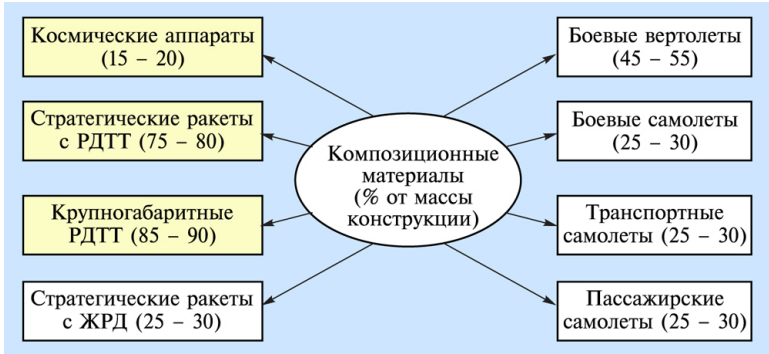 Космические аппараты
(15 – 20)
Стратегические ракеты
с РДТТ (75 – 80)
Крупногабаритные
РДТТ (85 – 90)
Стратегические ракеты
с ЖРД (25 – 30)
Композиционные
материалы
(% от массы
конструкции)
Боевые вертолеты
(45 – 55)
Боевые самолеты
(25 – 30)
Транспортные
самолеты (25 – 30)
Пассажирские
самолеты (25 – 30)